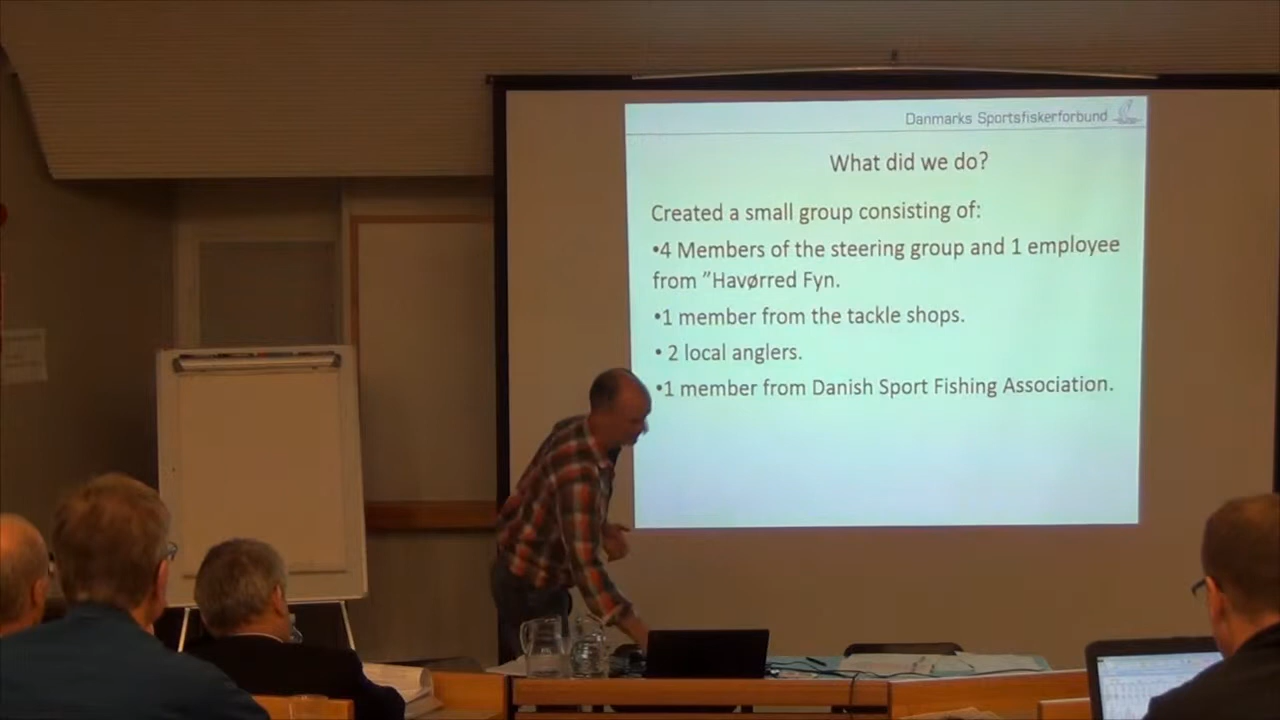 Danmarks Sportsfiskerforbund
What did we do?
Created a small group consisting of:
•4 Members of the steering group and 1 employee
from ”Havørred Fyn.
•1 member from the tackle shops.
• 2 local anglers.
•1 member from Danish Sport Fishing Association.